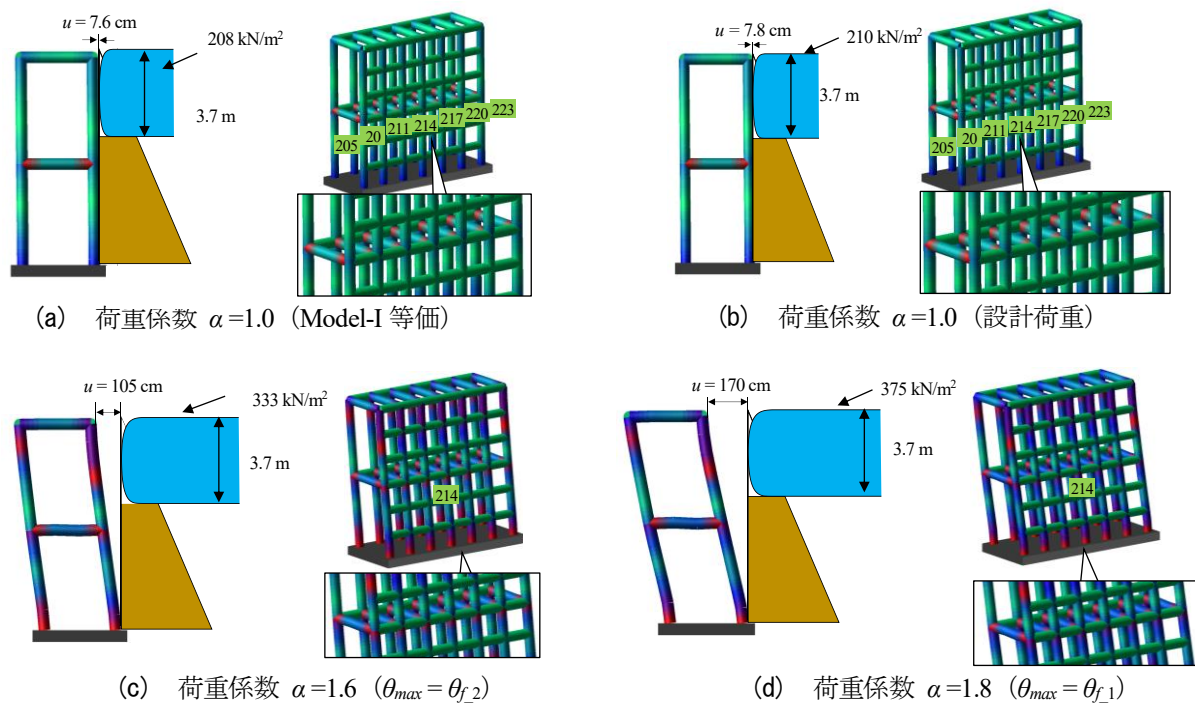 u = 7.6 cm
208 kN/m²
3.7 m
205 20 211 214 217 220 223
(a) 荷重係数 α =1.0（Model-I 等価）
u = 7.8 cm
210 kN/m²
3.7 m
205 20 211 214 217 220 223
(b) 荷重係数 α =1.0（設計荷重）
u = 105 cm
333 kN/m²
3.7 m
214
(c) 荷重係数 α =1.6（θmax = θf_2）
u = 170 cm
375 kN/m²
3.7 m
214
(d) 荷重係数 α =1.8（θmax = θf_1）